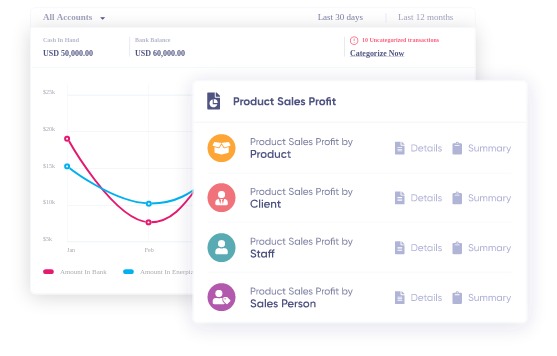 All Accounts
Last 30 days
Last 12 months
Cash In Hand
USD 50,000.00
Bank Balance
USD 60,000.00
10 Uncategorized transactions
Categorize Now
$25k
$20k
$15k
$10k
$5k
Jan
Feb
Amount In Bank
Amount In
Product Sales Profit
Product Sales Profit by
Product
Details
Summary
Product Sales Profit by
Client
Details
Summary
Product Sales Profit by
Staff
Details
Summary
Product Sales Profit by
Sales Person
Details
Summary